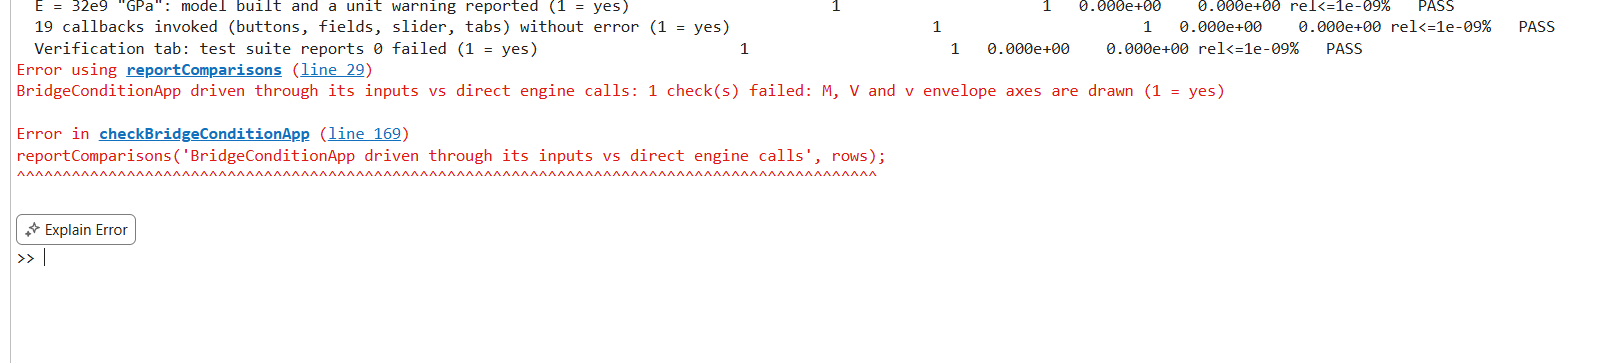 E = 32e9 "GPa": model built and a unit warning reported (1 = yes) 1 1 0.000e+00 0.000e+00 rel<=1e-09% PASS
19 callbacks invoked (buttons, fields, slider, tabs) without error (1 = yes) 1 1 0.000e+00 0.000e+00 rel<=1e-09% PASS
Verification tab: test suite reports 0 failed (1 = yes) 1 1 0.000e+00 0.000e+00 rel<=1e-09% PASS
Error using reportComparisons (line 29)
BridgeConditionApp driven through its inputs vs direct engine calls: 1 check(s) failed: M, V and v envelope axes are drawn (1 = yes)
Error in checkBridgeConditionApp (line 169)
reportComparisons('BridgeConditionApp driven through its inputs vs direct engine calls', rows);
^^^^^^^^^^^^^^^^^^^^^^^^^^^^^^^^^^^^^^^^^^^^^^^^^^^^^^^^^^^^^^^^^^^^^^^^^^^^^^^^^^^^^^^^^^^^^^
Explain Error
>>